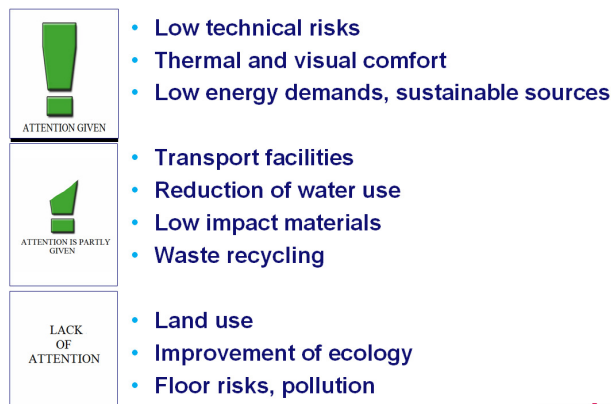 ATTENTION GIVEN
• Low technical risks
• Thermal and visual comfort
• Low energy demands, sustainable sources
ATTENTION IS PARTLY
GIVEN
• Transport facilities
• Reduction of water use
• Low impact materials
• Waste recycling
LACK
OF
ATTENTION
• Land use
• Improvement of ecology
• Floor risks, pollution